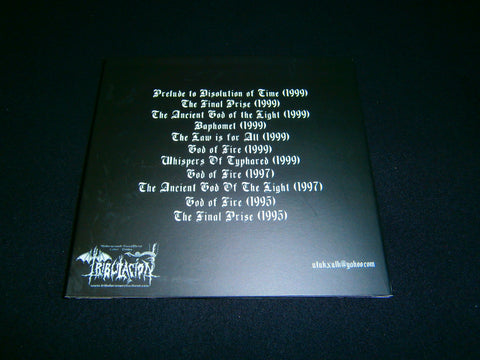 Prelude to Disolution of Time (1999)
The Final Prise (1999)
The Ancient God of the Light (1999)
Baphomet (1999)
The Law is for All (1999)
God of Fire (1999)
Whispers Of Typhared (1999)
God of Fire (1997)
The Ancient God Of The Light (1997)
God of Fire (1995)
The Final Prise (1995)
TRIBULACION